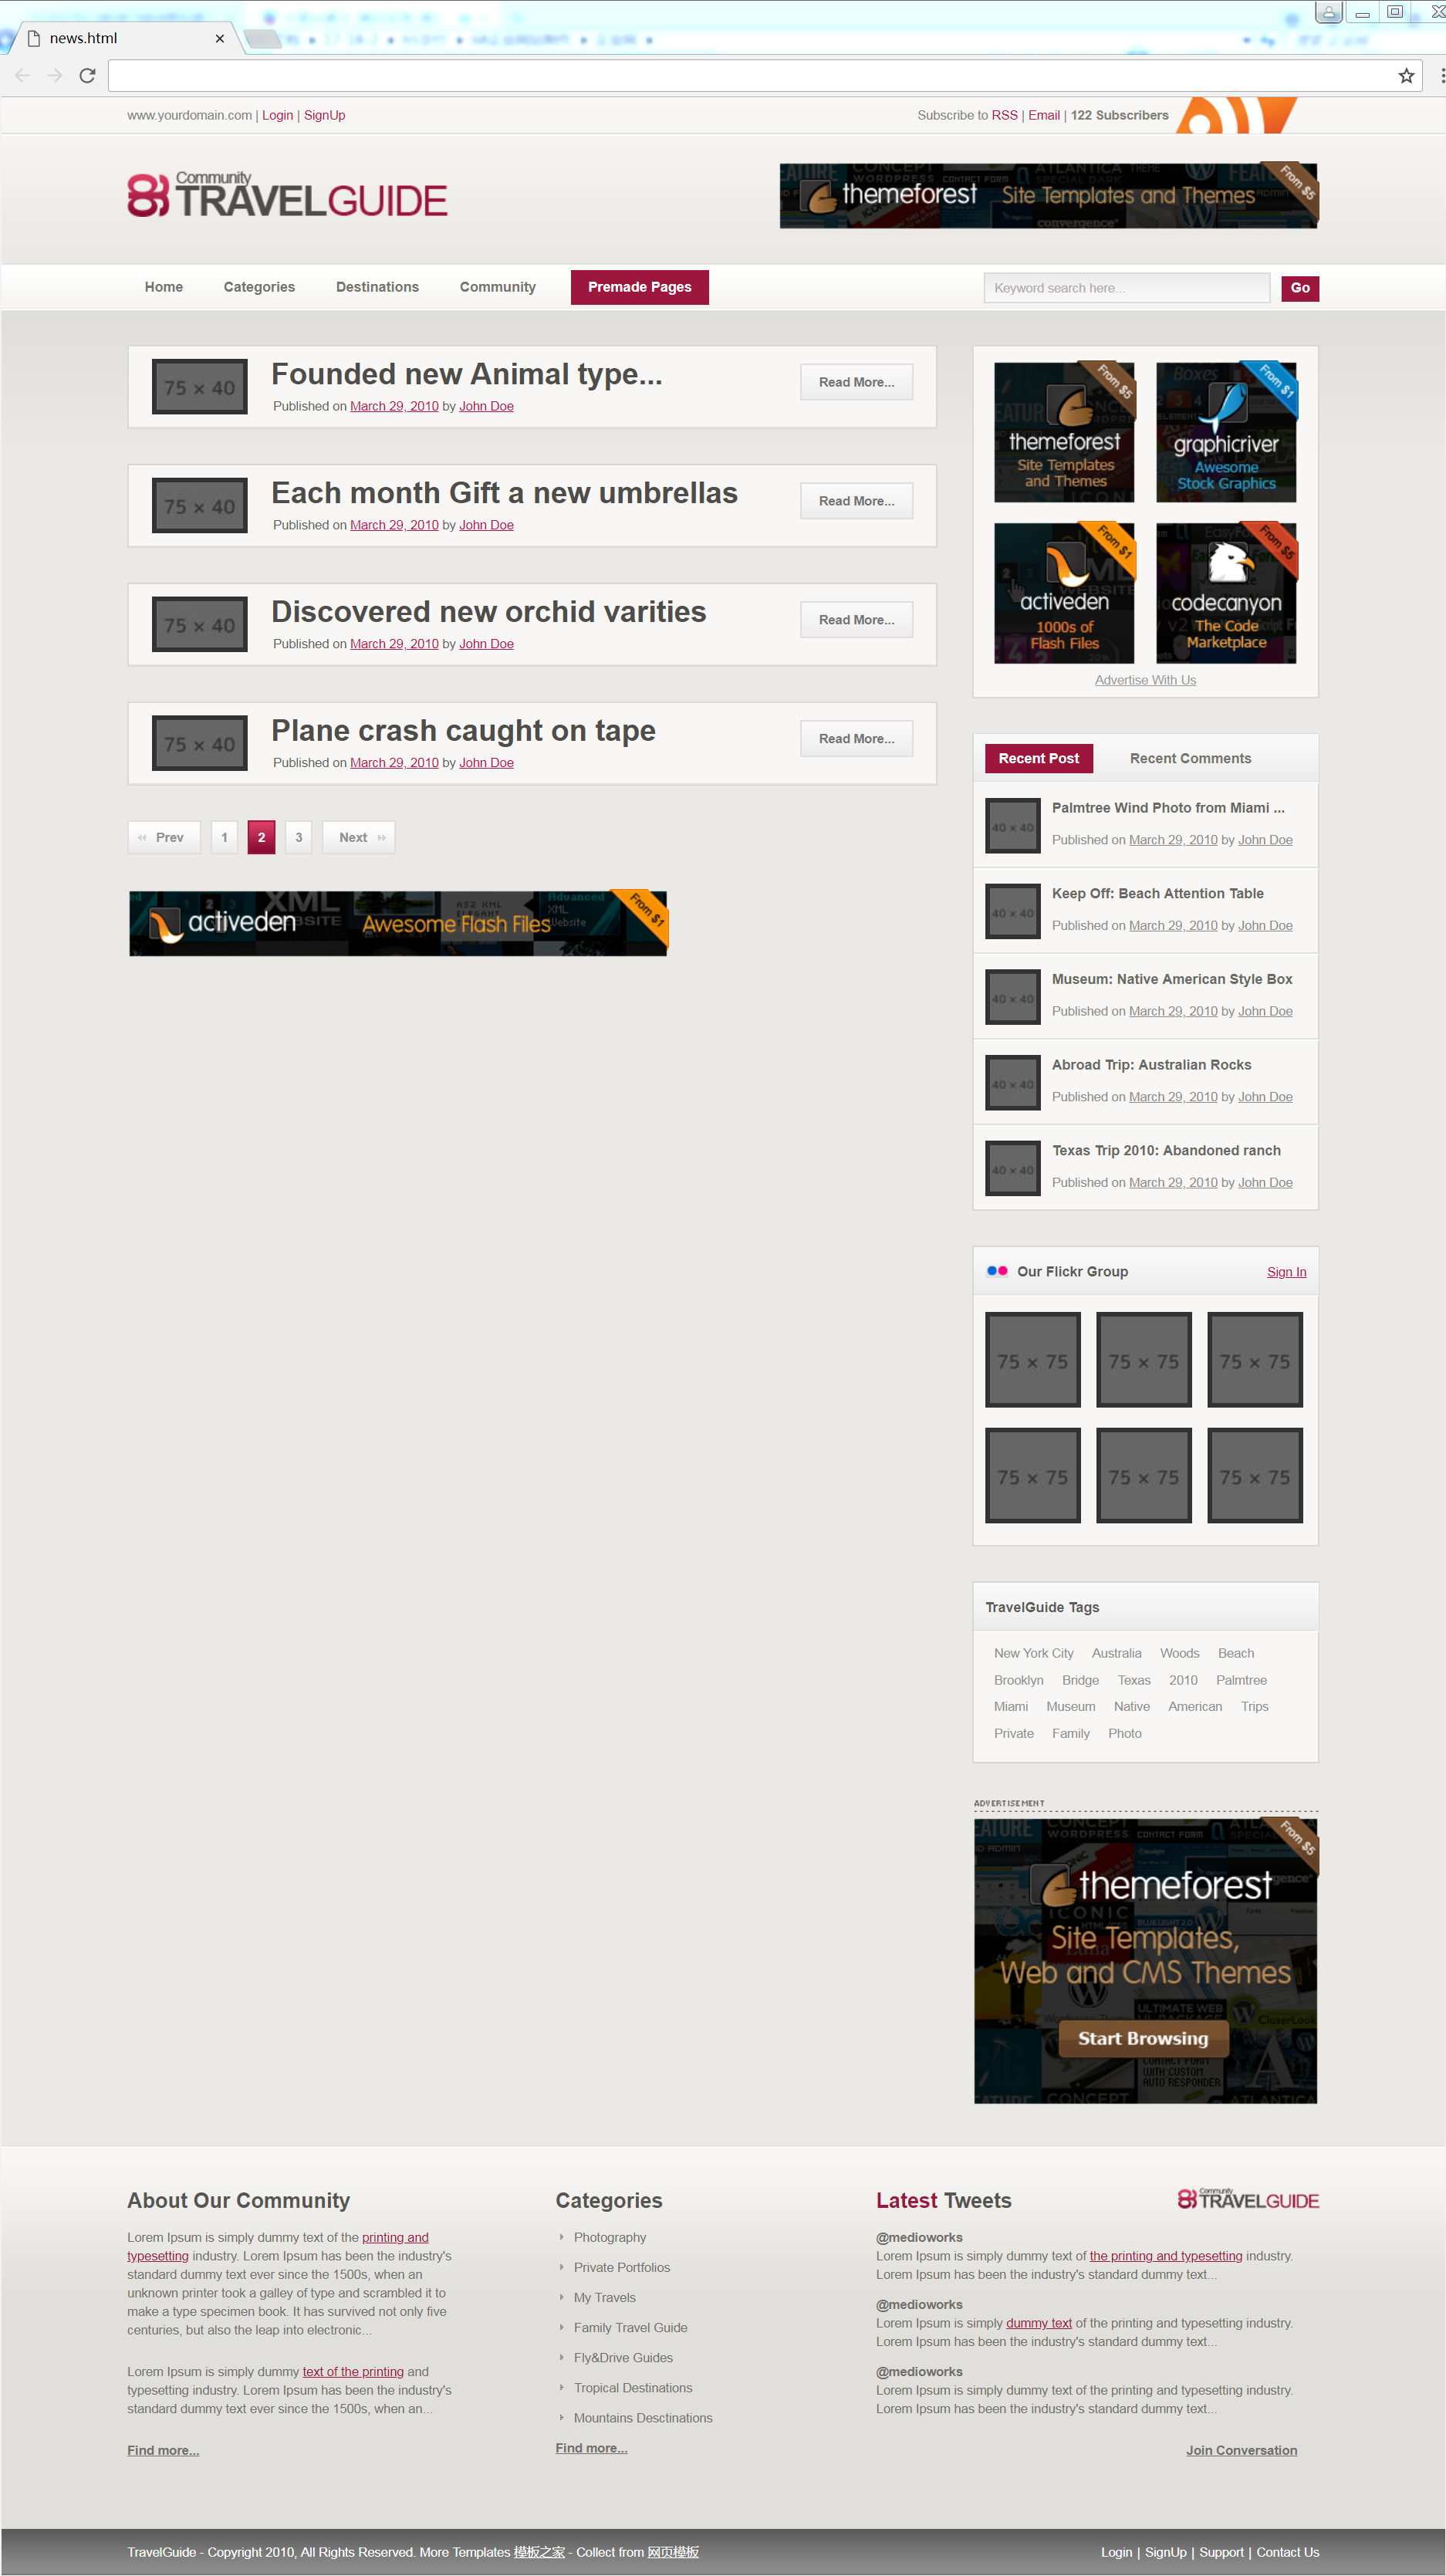 news.html
www.yourdomain.com | Login | SignUp
Subscribe to RSS | Email | 122 Subscribers
Community
TRAVELGUIDE
themeforest Site Templates and Themes
From $5
Home Categories Destinations Community Premade Pages
Keyword search here... Go
75 × 40
Founded new Animal type...
Published on March 29, 2010 by John Doe
Read More...
75 × 40
Each month Gift a new umbrellas
Published on March 29, 2010 by John Doe
Read More...
75 × 40
Discovered new orchid varities
Published on March 29, 2010 by John Doe
Read More...
75 × 40
Plane crash caught on tape
Published on March 29, 2010 by John Doe
Read More...
Prev 1 2 3 Next
activeden Awesome Flash Files
From $1
From $5
themeforest
Site Templates
and Themes
From $1
graphicriver
Awesome
Stock Graphics
From $1
activeden
1000s of
Flash Files
From $5
codecanyon
The Code
Marketplace
Advertise With Us
Recent Post Recent Comments
40 × 40
Palmtree Wind Photo from Miami ...
Published on March 29, 2010 by John Doe
40 × 40
Keep Off: Beach Attention Table
Published on March 29, 2010 by John Doe
40 × 40
Museum: Native American Style Box
Published on March 29, 2010 by John Doe
40 × 40
Abroad Trip: Australian Rocks
Published on March 29, 2010 by John Doe
40 × 40
Texas Trip 2010: Abandoned ranch
Published on March 29, 2010 by John Doe
Our Flickr Group Sign In
75 × 75 75 × 75 75 × 75
75 × 75 75 × 75 75 × 75
TravelGuide Tags
New York City Australia Woods Beach
Brooklyn Bridge Texas 2010 Palmtree
Miami Museum Native American Trips
Private Family Photo
ADVERTISEMENT
From $5
themeforest
Site Templates,
Web and CMS Themes
Start Browsing
About Our Community
Lorem Ipsum is simply dummy text of the printing and
typesetting industry. Lorem Ipsum has been the industry's
standard dummy text ever since the 1500s, when an
unknown printer took a galley of type and scrambled it to
make a type specimen book. It has survived not only five
centuries, but also the leap into electronic...
Lorem Ipsum is simply dummy text of the printing and
typesetting industry. Lorem Ipsum has been the industry's
standard dummy text ever since the 1500s, when an...
Find more...
Categories
Photography
Private Portfolios
My Travels
Family Travel Guide
Fly&Drive Guides
Tropical Destinations
Mountains Desctinations
Find more...
Latest Tweets
Community
TRAVELGUIDE
@medioworks
Lorem Ipsum is simply dummy text of the printing and typesetting industry.
Lorem Ipsum has been the industry's standard dummy text...
@medioworks
Lorem Ipsum is simply dummy text of the printing and typesetting industry.
Lorem Ipsum has been the industry's standard dummy text...
@medioworks
Lorem Ipsum is simply dummy text of the printing and typesetting industry.
Lorem Ipsum has been the industry's standard dummy text...
Join Conversation
TravelGuide - Copyright 2010, All Rights Reserved. More Templates 模板之家 - Collect from 网页模板
Login | SignUp | Support | Contact Us